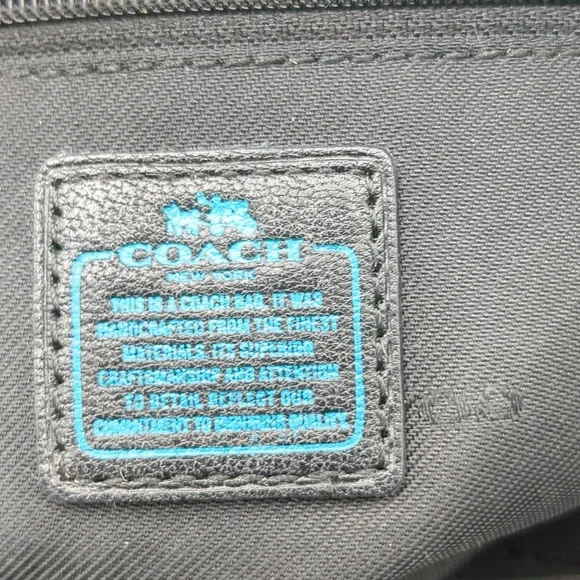 COACH
NEW YORK
THIS IS A COACH BAG. IT WAS
HANDCRAFTED FROM THE FINEST
MATERIALS. ITS SUPERIOR
CRAFTSMANSHIP AND ATTENTION
TO DETAIL REFLECT OUR
COMMITMENT TO ENDURING QUALITY.